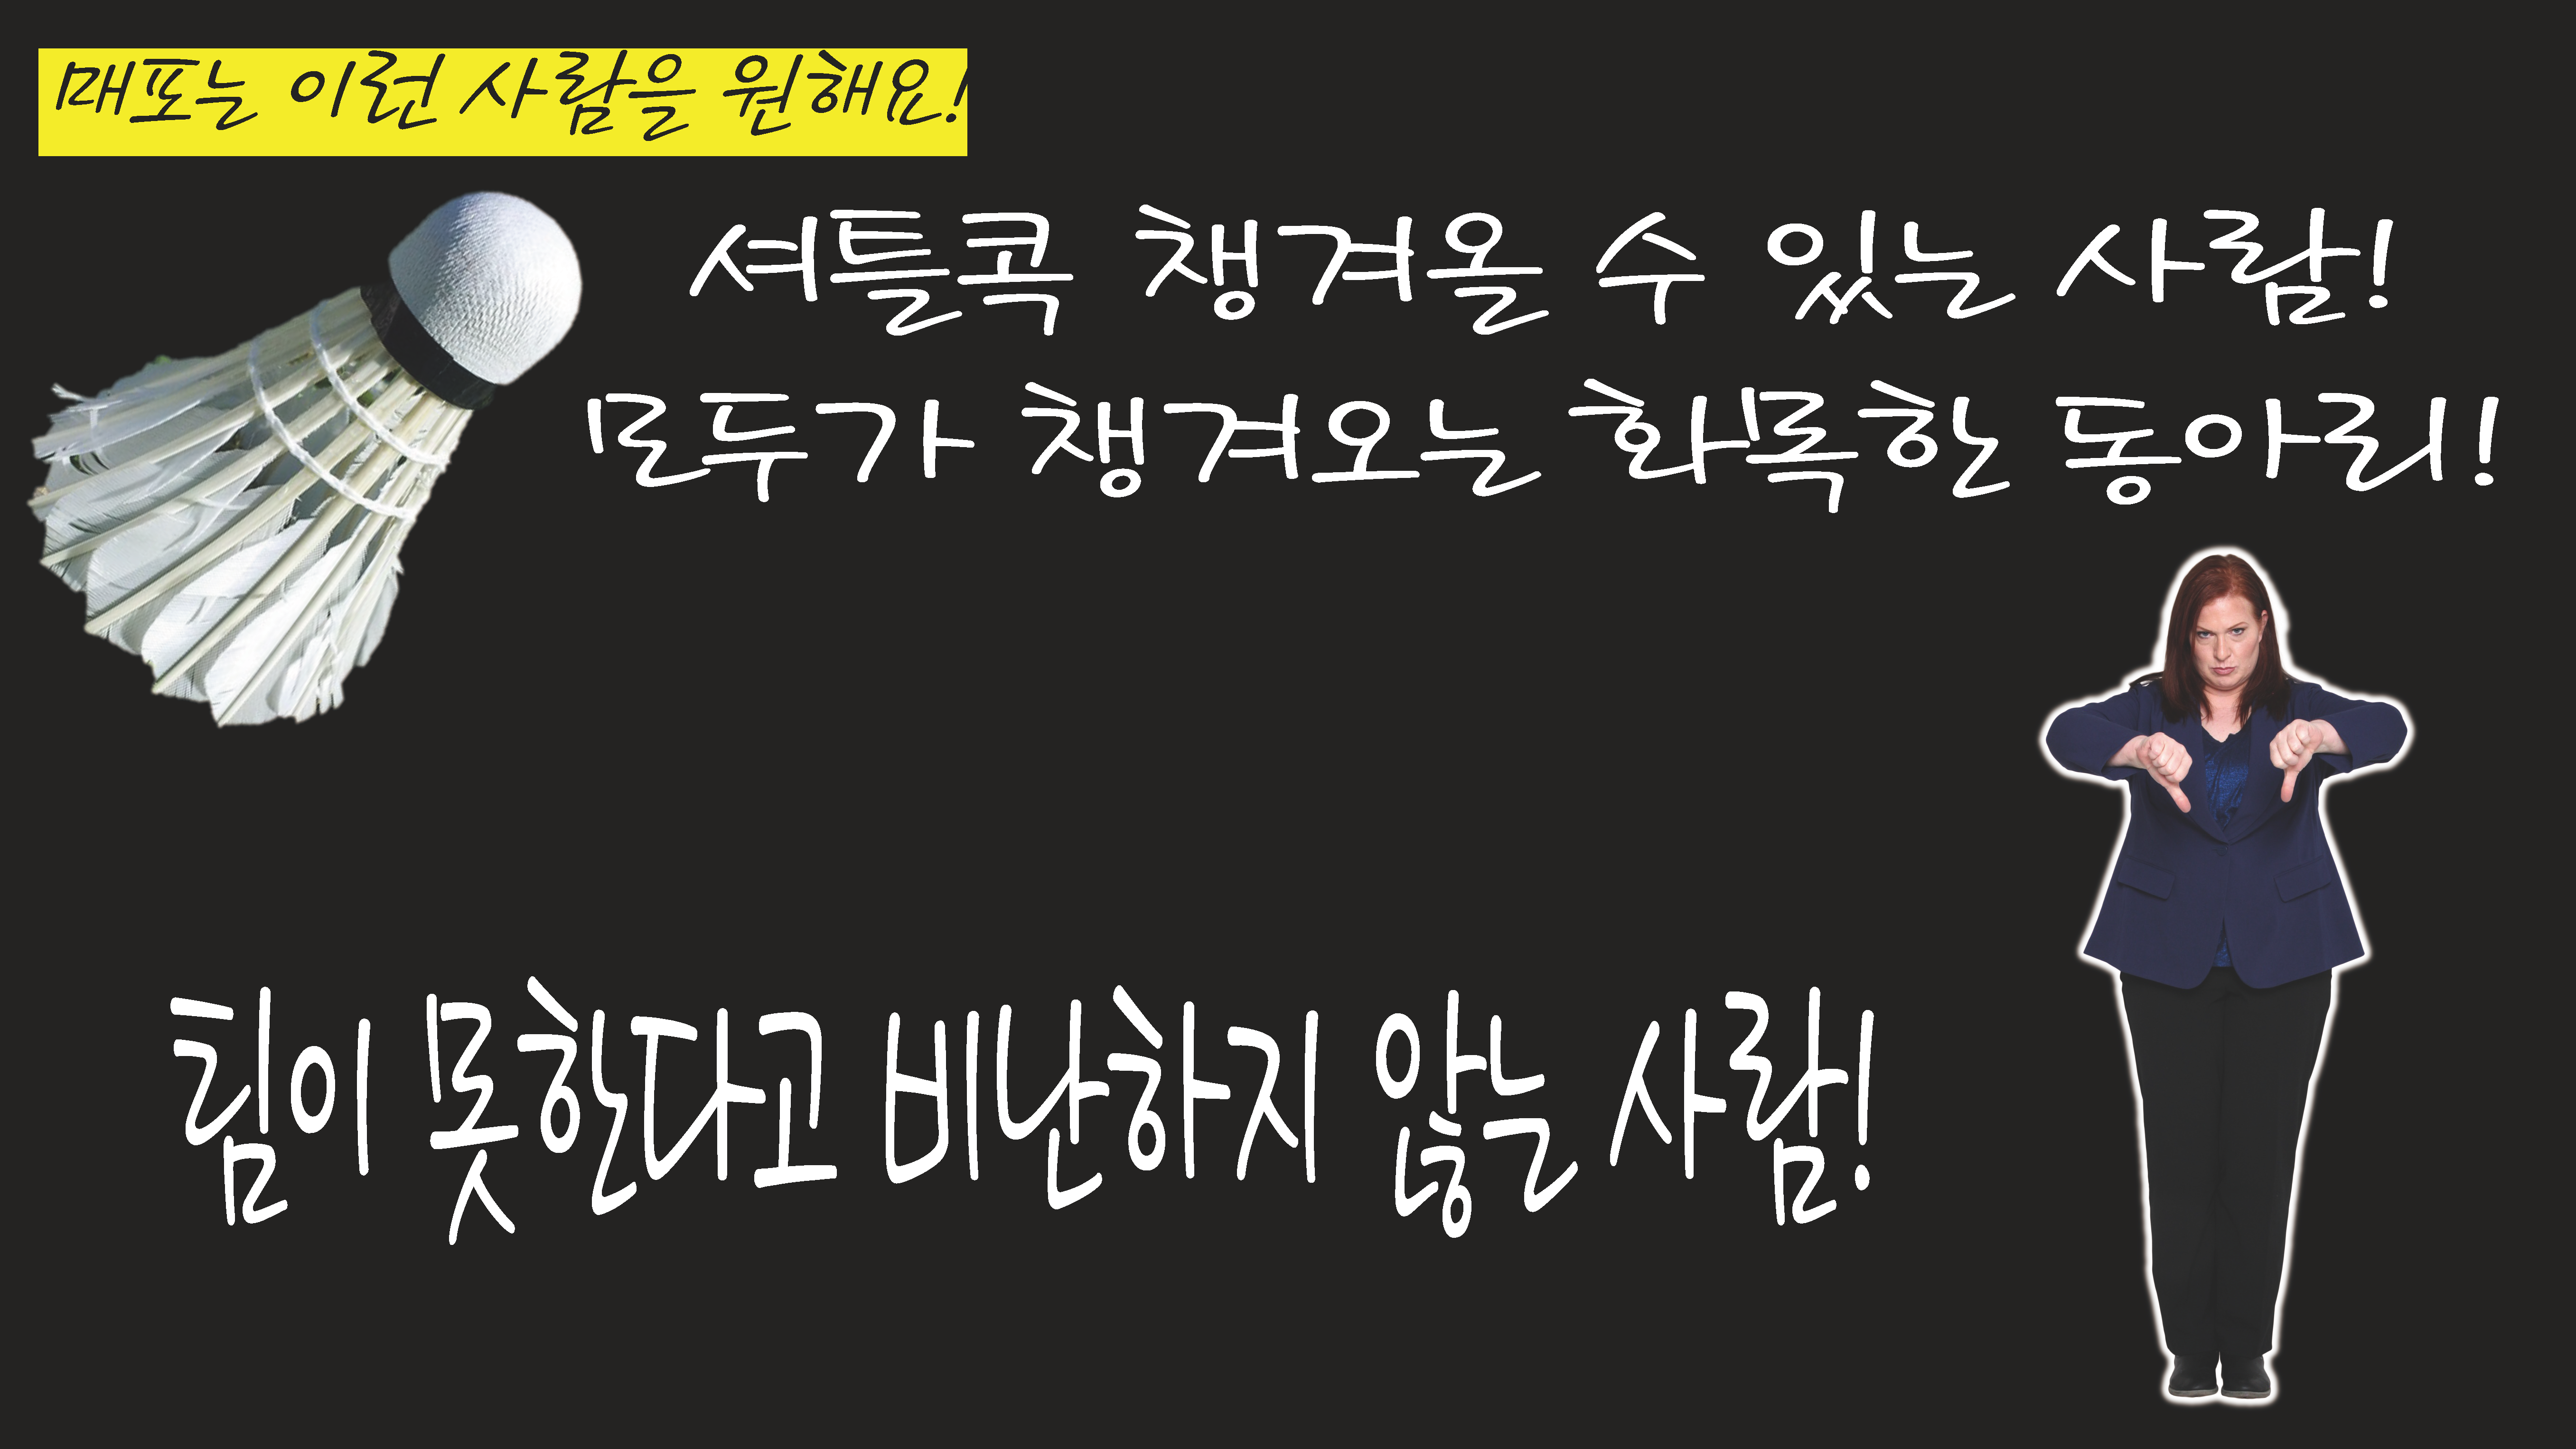 매포는 이런 사람을 원해요!
셔틀콕 챙겨올 수 있는 사람!
모두가 챙겨오는 화목한 동아리!
팀이 못한다고 비난하지 않는 사람!